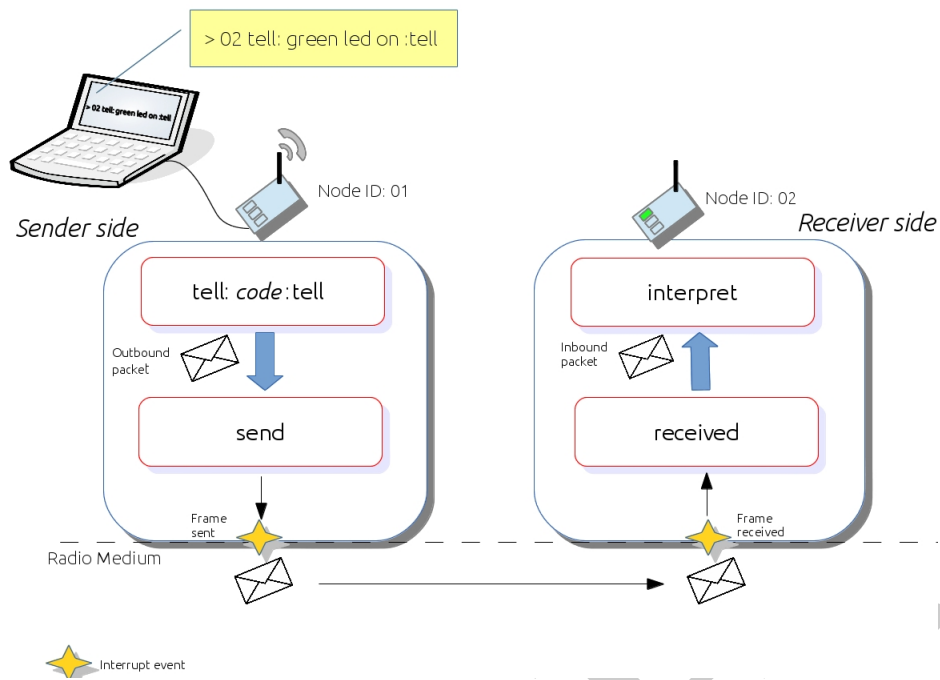 > 02 tell: green led on :tell
> 02 tell: green led on :tell
Node ID: 01
Node ID: 02
Sender side
Receiver side
tell: code :tell
interpret
Outbound
packet
Inbound
packet
send
received
Frame
sent
Frame
received
Radio Medium
Interrupt event